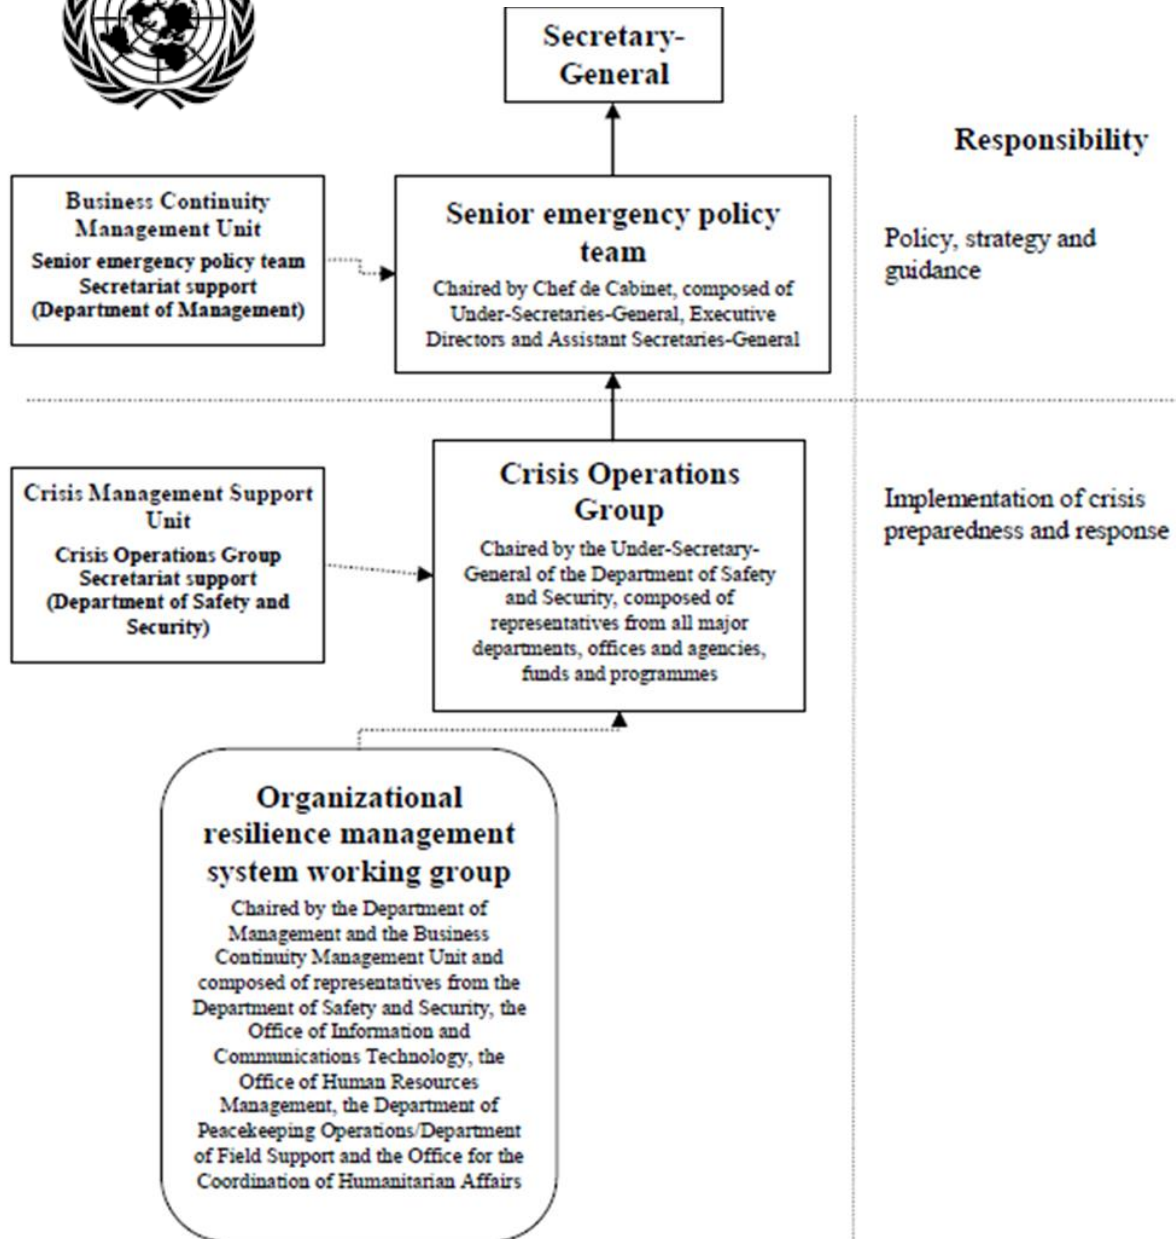 Secretary-
General
Responsibility
Business Continuity
Management Unit
Senior emergency policy team
Secretariat support
(Department of Management)
Senior emergency policy
team
Chaired by Chef de Cabinet, composed of
Under-Secretaries-General, Executive
Directors and Assistant Secretaries-General
Policy, strategy and
guidance
Crisis Management Support
Unit
Crisis Operations Group
Secretariat support
(Department of Safety and
Security)
Crisis Operations
Group
Chaired by the Under-Secretary-
General of the Department of Safety
and Security, composed of
representatives from all major
departments, offices and agencies,
funds and programmes
Implementation of crisis
preparedness and response
Organizational
resilience management
system working group
Chaired by the Department of
Management and the Business
Continuity Management Unit and
composed of representatives from the
Department of Safety and Security, the
Office of Information and
Communications Technology, the
Office of Human Resources
Management, the Department of
Peacekeeping Operations/Department
of Field Support and the Office for the
Coordination of Humanitarian Affairs